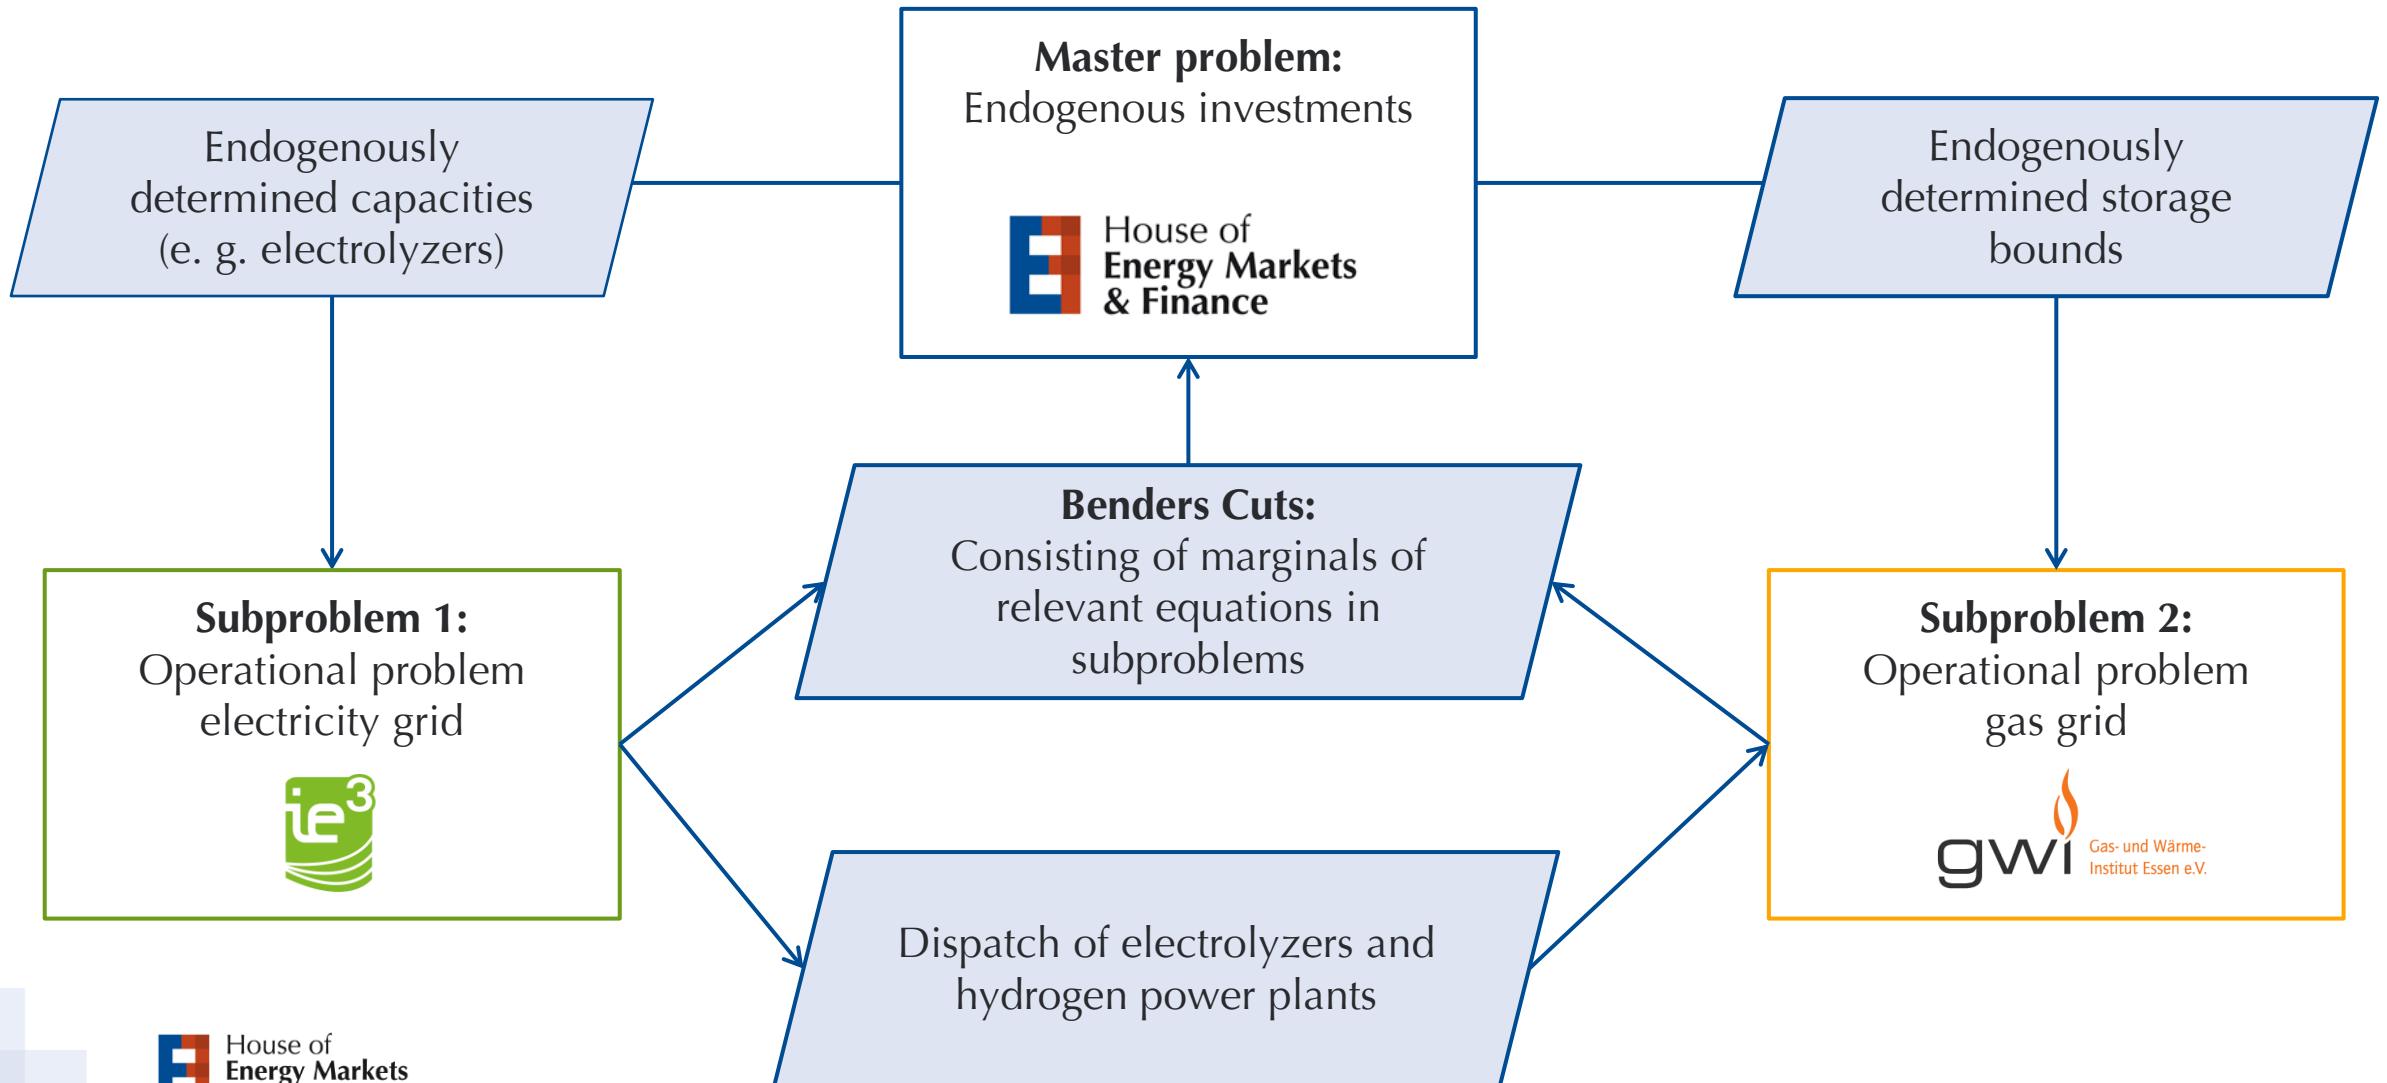 Master problem:
Endogenous investments
House of
Energy Markets
& Finance
Endogenously
determined capacities
(e. g. electrolyzers)
Endogenously
determined storage
bounds
Benders Cuts:
Consisting of marginals of
relevant equations in
subproblems
Subproblem 1:
Operational problem
electricity grid
ie³
Subproblem 2:
Operational problem
gas grid
gwi
Gas- und Wärme-
Institut Essen e.V.
Dispatch of electrolyzers and
hydrogen power plants
House of
Energy Markets